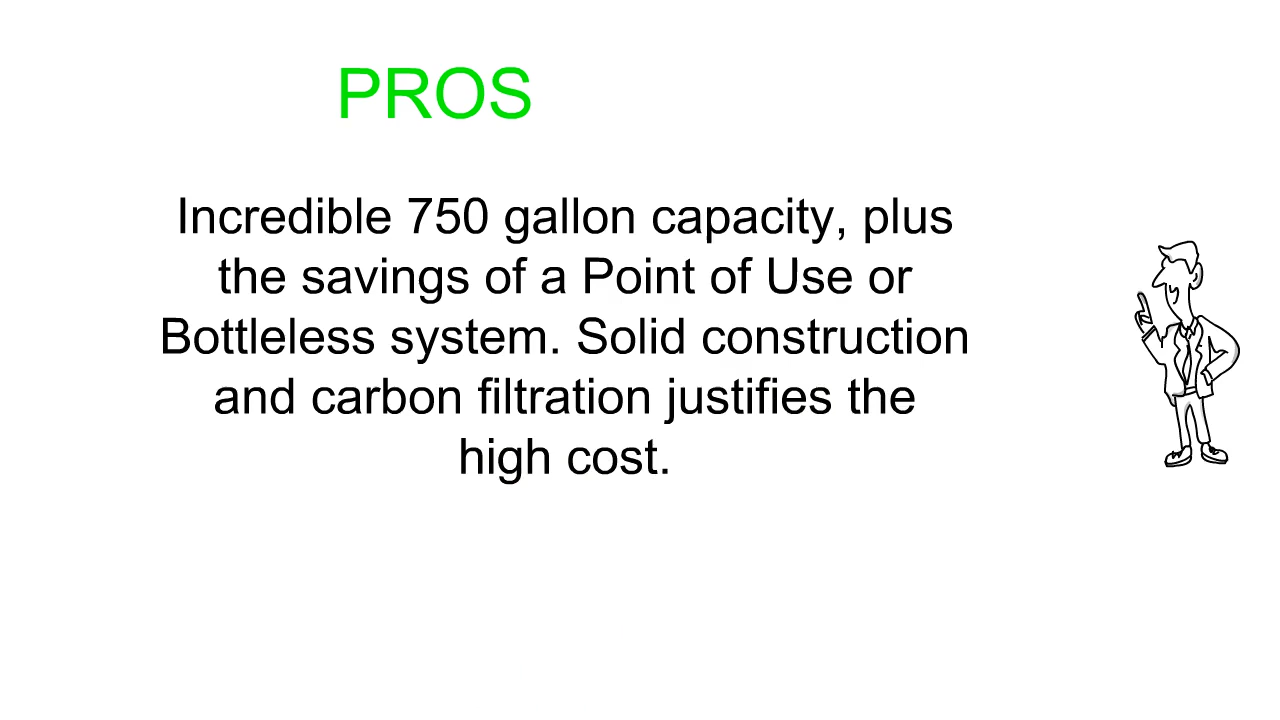 PROS
Incredible 750 gallon capacity, plus
the savings of a Point of Use or
Bottleless system. Solid construction
and carbon filtration justifies the
high cost.